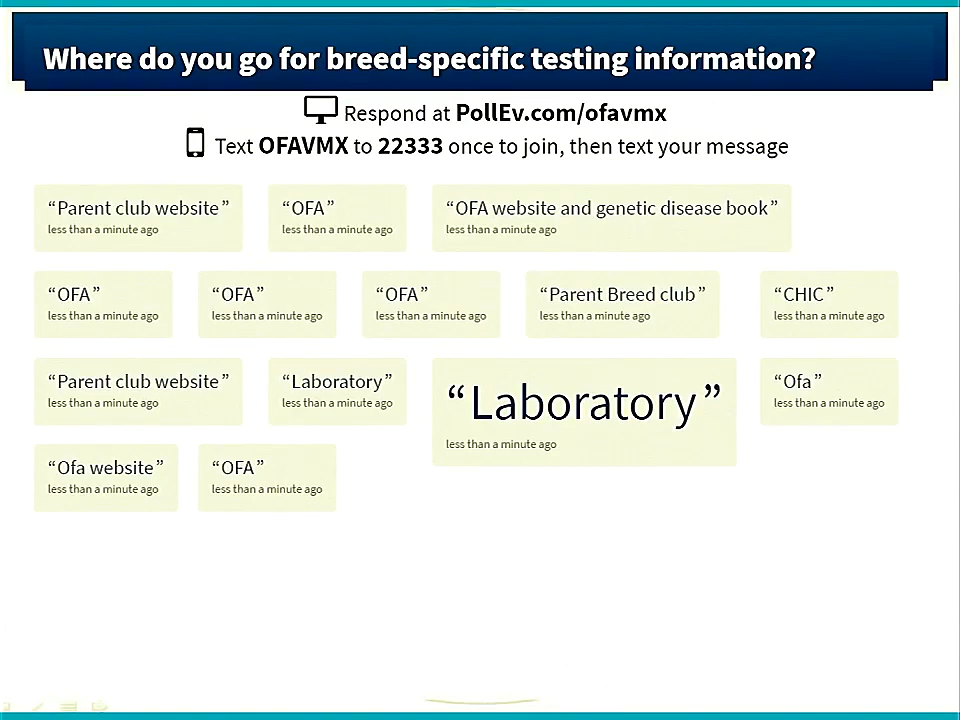 Where do you go for breed-specific testing information?
Respond at PollEv.com/ofavmx
Text OFAVMX to 22333 once to join, then text your message
“Parent club website”
less than a minute ago
“OFA”
less than a minute ago
“OFA website and genetic disease book”
less than a minute ago
“OFA”
less than a minute ago
“OFA”
less than a minute ago
“OFA”
less than a minute ago
“Parent Breed club”
less than a minute ago
“CHIC”
less than a minute ago
“Parent club website”
less than a minute ago
“Laboratory”
less than a minute ago
“Laboratory”
less than a minute ago
“Ofa”
less than a minute ago
“Ofa website”
less than a minute ago
“OFA”
less than a minute ago